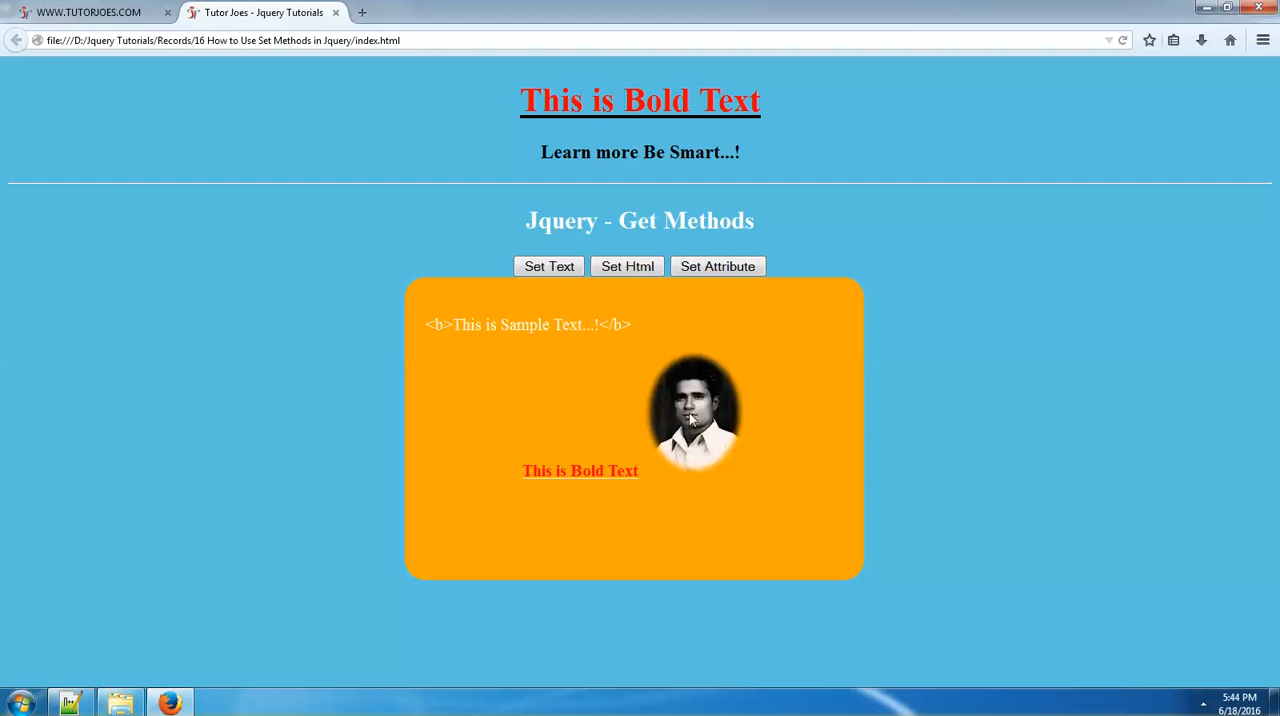 WWW.TUTORJOES.COM
Tutor Joes - Jquery Tutorials
file:///D:/Jquery Tutorials/Records/16 How to Use Set Methods in Jquery/index.html
This is Bold Text
Learn more Be Smart...!
Jquery - Get Methods
Set Text Set Html Set Attribute
<b>This is Sample Text...!</b>
This is Bold Text
5:44 PM
6/18/2016